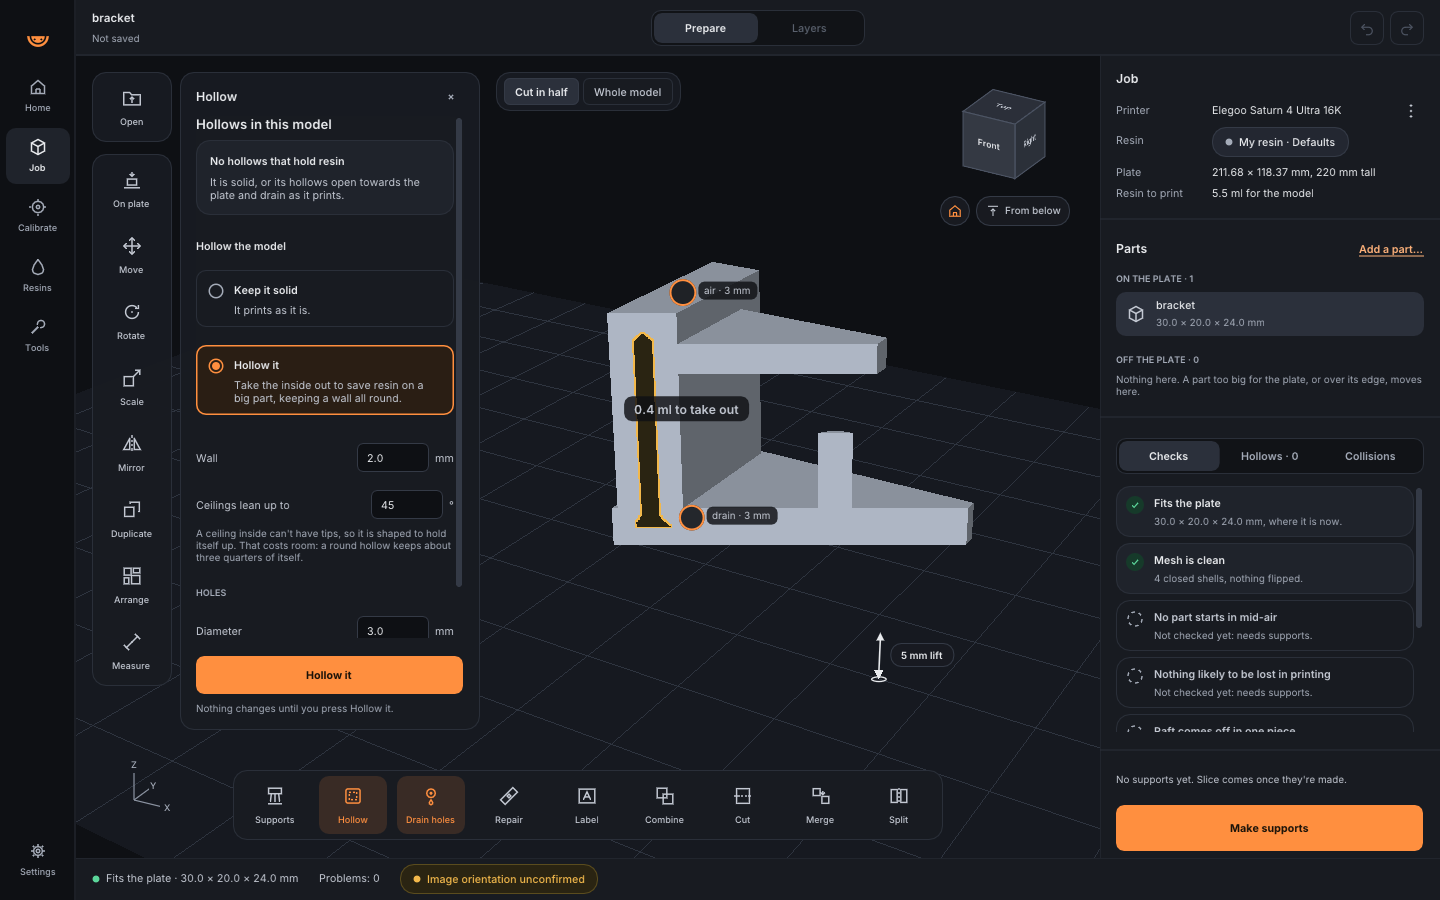 bracket
Not saved
Prepare
Layers
Home
Job
Calibrate
Resins
Tools
Settings
Open
On plate
Move
Rotate
Scale
Mirror
Duplicate
Arrange
Measure
Hollow
×
Hollows in this model
No hollows that hold resin
It is solid, or its hollows open towards the
plate and drain as it prints.
Hollow the model
Keep it solid
It prints as it is.
Hollow it
Take the inside out to save resin on a
big part, keeping a wall all round.
Wall
2.0
mm
Ceilings lean up to
45
°
A ceiling inside can't have tips, so it is shaped to hold
itself up. That costs room: a round hollow keeps about
three quarters of itself.
HOLES
Diameter
3.0
mm
Hollow it
Nothing changes until you press Hollow it.
Cut in half
Whole model
Top
Front
Right
From below
air · 3 mm
0.4 ml to take out
drain · 3 mm
5 mm lift
Z
Y
X
Supports
Hollow
Drain holes
Repair
Label
Combine
Cut
Merge
Split
Job
Printer
Elegoo Saturn 4 Ultra 16K
Resin
My resin · Defaults
Plate
211.68 × 118.37 mm, 220 mm tall
Resin to print
5.5 ml for the model
Parts
Add a part...
ON THE PLATE · 1
bracket
30.0 × 20.0 × 24.0 mm
OFF THE PLATE · 0
Nothing here. A part too big for the plate, or over its edge, moves
here.
Checks
Hollows · 0
Collisions
Fits the plate
30.0 × 20.0 × 24.0 mm, where it is now.
Mesh is clean
4 closed shells, nothing flipped.
No part starts in mid-air
Not checked yet: needs supports.
Nothing likely to be lost in printing
Not checked yet: needs supports.
Raft comes off in one piece
No supports yet. Slice comes once they're made.
Make supports
Fits the plate · 30.0 × 20.0 × 24.0 mm
Problems: 0
Image orientation unconfirmed